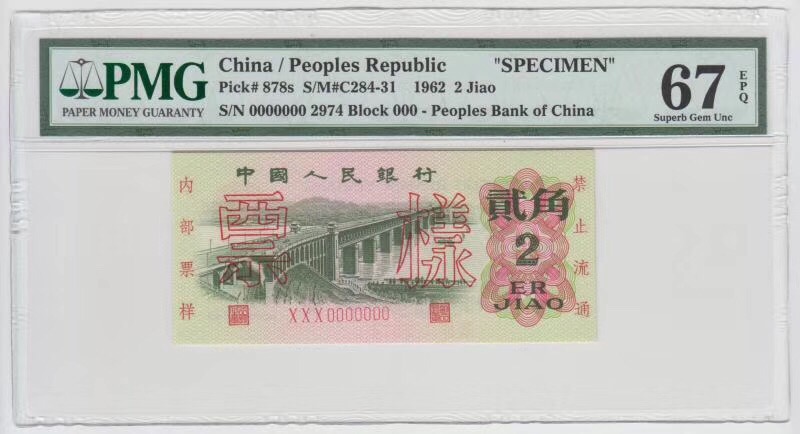 PMG
PAPER MONEY GUARANTY
China / Peoples Republic "SPECIMEN"
Pick# 878s S/M#C284-31 1962 2 Jiao
S/N 0000000 2974 Block 000 - Peoples Bank of China
67
EPQ
Superb Gem Unc
中國人民銀行
內部票樣
票樣
貳角
2
ER
JIAO
禁止流通
XXX0000000